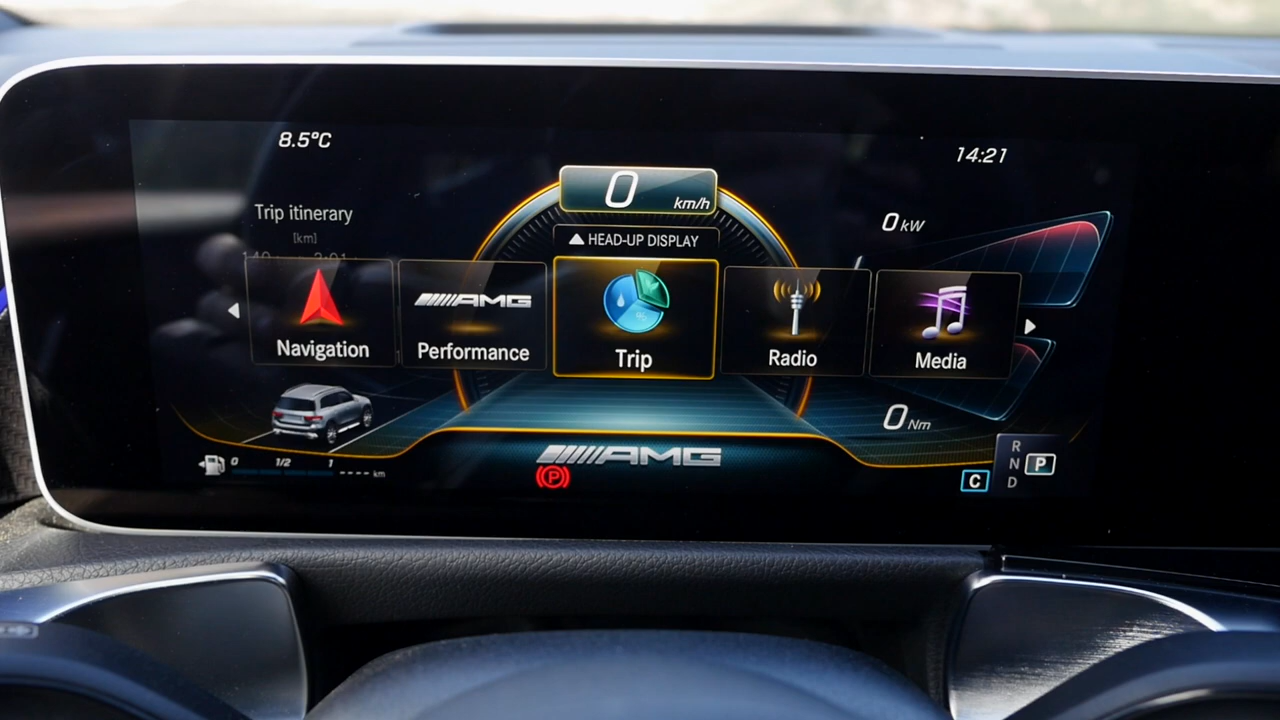 8.5°C
14:21
0 km/h
Trip itinerary
[km]
0 kW
HEAD-UP DISPLAY
AMG
Navigation
Performance
Trip
Radio
Media
0 Nm
AMG
0 1/2 1 ---- km
P
R
N P
D
C